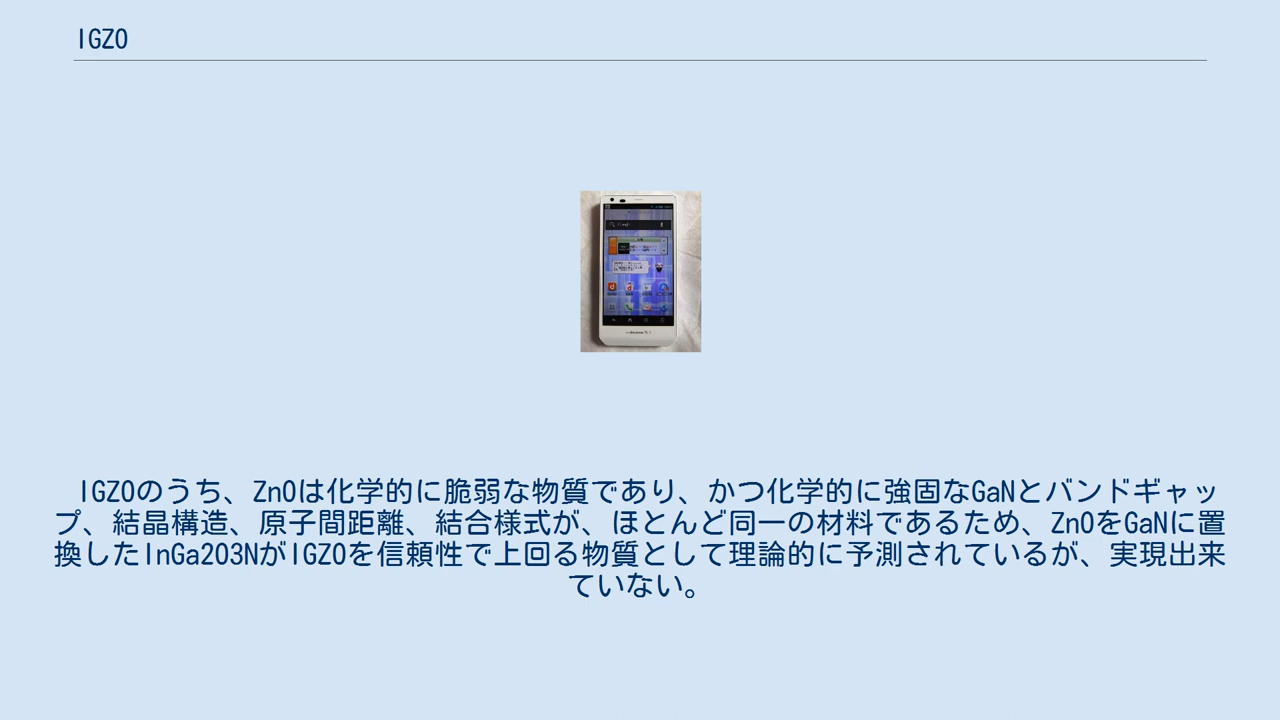 IGZO
IGZOのうち、ZnOは化学的に脆弱な物質であり、かつ化学的に強固なGaNとバンドギャッ
プ、結晶構造、原子間距離、結合様式が、ほとんど同一の材料であるため、ZnOをGaNに置
換したInGa2O3NがIGZOを信頼性で上回る物質として理論的に予測されているが、実現出来
ていない。